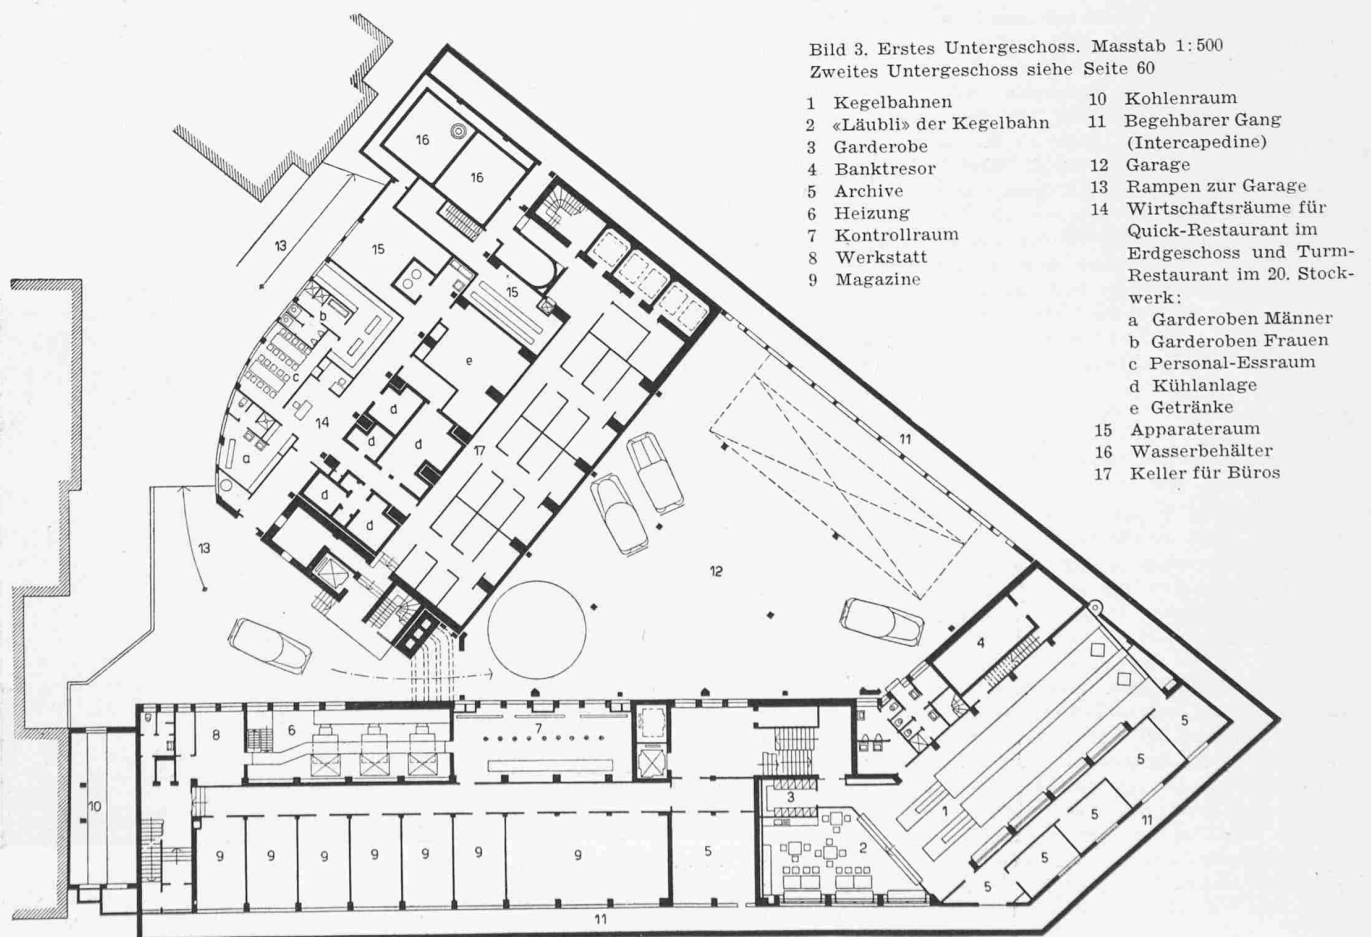 Bild 3. Erstes Untergeschoss. Masstab 1:500
Zweites Untergeschoss siehe Seite 60
1 Kegelbahnen
2 «Läubli» der Kegelbahn
3 Garderobe
4 Banktresor
5 Archive
6 Heizung
7 Kontrollraum
8 Werkstatt
9 Magazine
10 Kohlenraum
11 Begehbarer Gang
(Intercapedine)
12 Garage
13 Rampen zur Garage
14 Wirtschaftsräume für
Quick-Restaurant im
Erdgeschoss und Turm-
Restaurant im 20. Stock-
werk:
a Garderoben Männer
b Garderoben Frauen
c Personal-Essraum
d Kühlanlage
e Getränke
15 Apparateraum
16 Wasserbehälter
17 Keller für Büros
16
16
15
13
15
b
e
c
d
14
d
d
17
a
d
d
11
13
12
4
5
8
6
7
5
10
3
1
5
11
9
9
9
9
9
9
9
5
2
5
5
11